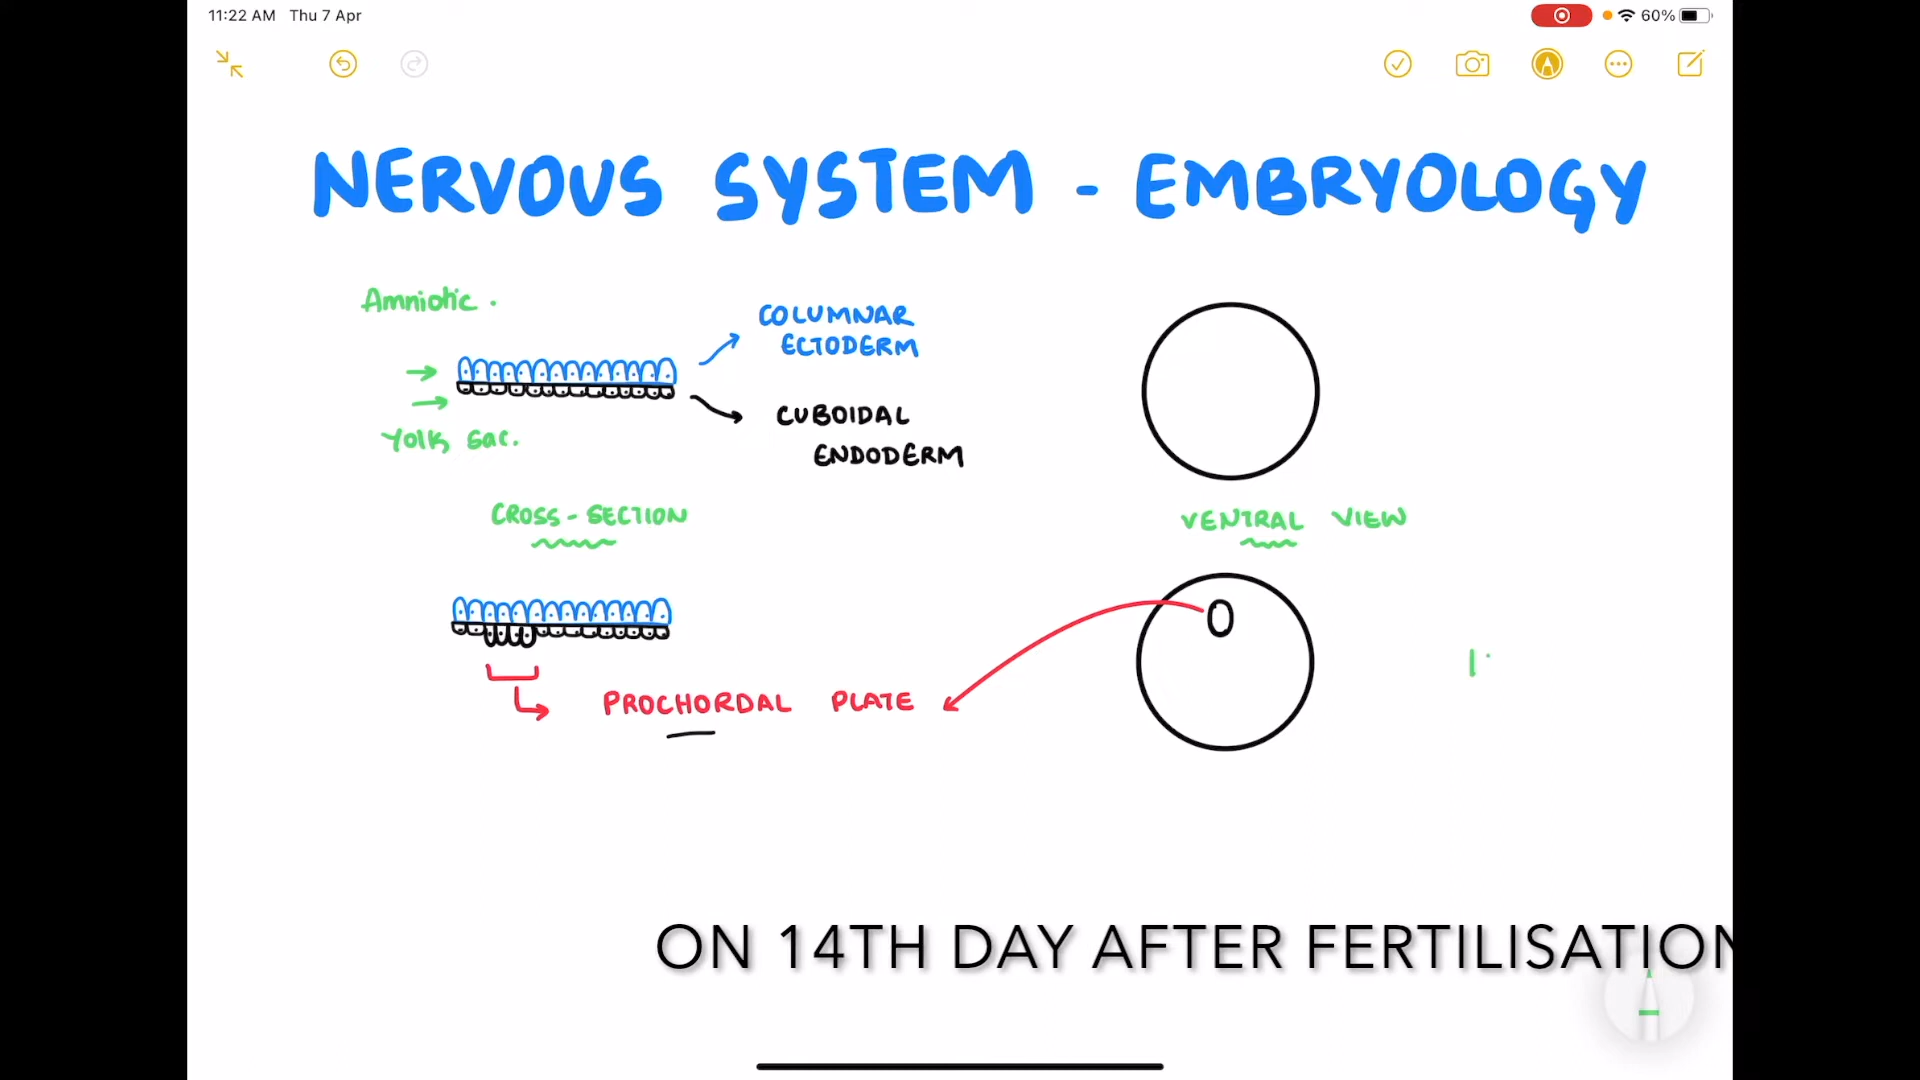 11:22 AM Thu 7 Apr
60%
NERVOUS SYSTEM - EMBRYOLOGY
Amniotic.
COLUMNAR
ECTODERM
CUBOIDAL
ENDODERM
Yolk sac.
CROSS-SECTION
VENTRAL VIEW
PROCHORDAL PLATE
ON 14TH DAY AFTER FERTILISATION